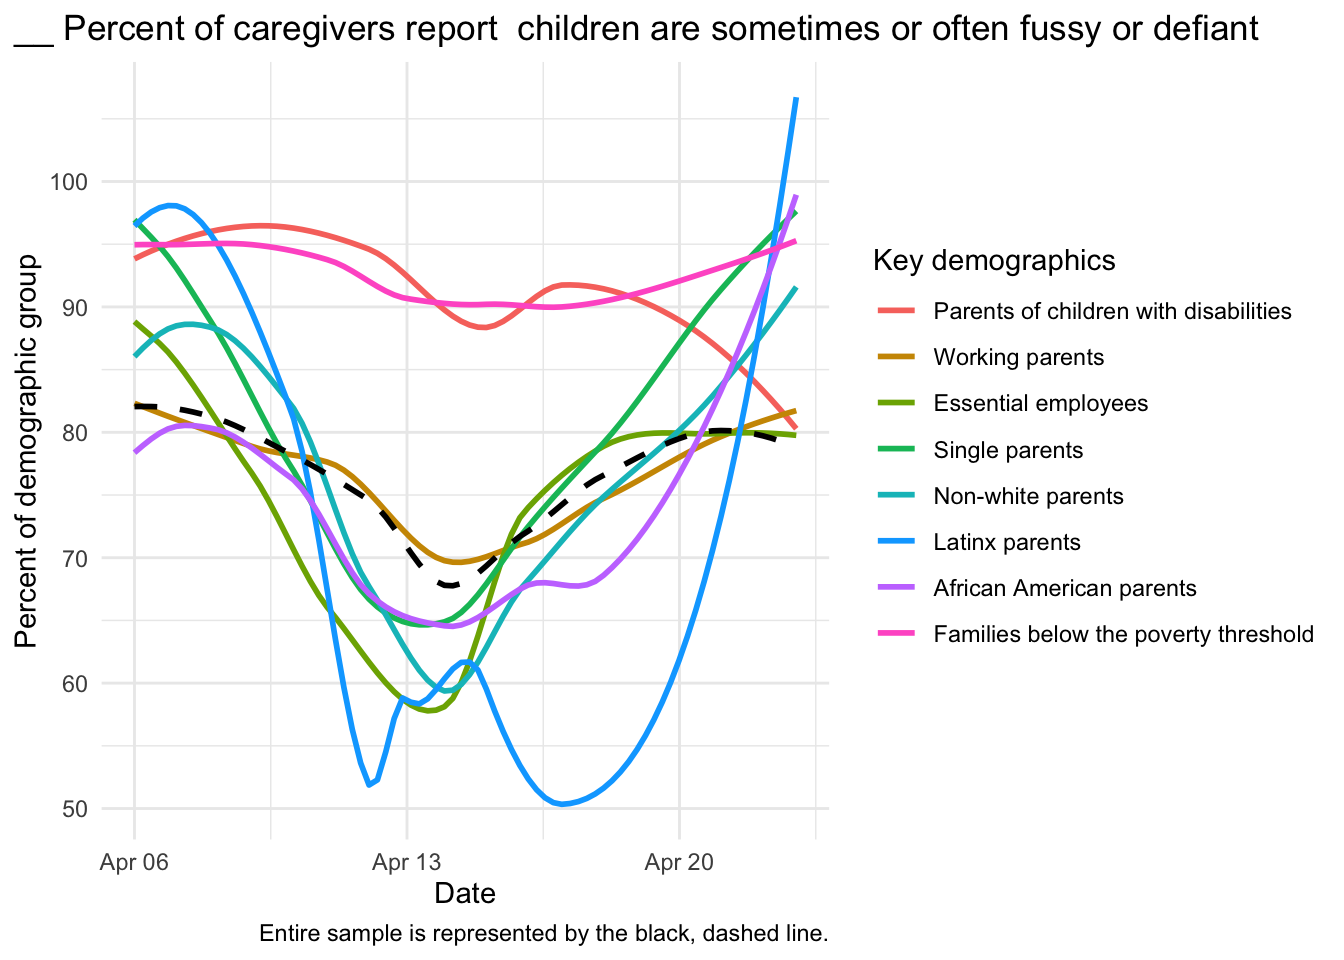 __ Percent of caregivers report  children are sometimes or often fussy or defiant
Percent of demographic group
100
90
80
70
60
50
Apr 06
Apr 13
Apr 20
Date
Key demographics
Parents of children with disabilities
Working parents
Essential employees
Single parents
Non-white parents
Latinx parents
African American parents
Families below the poverty threshold
Entire sample is represented by the black, dashed line.